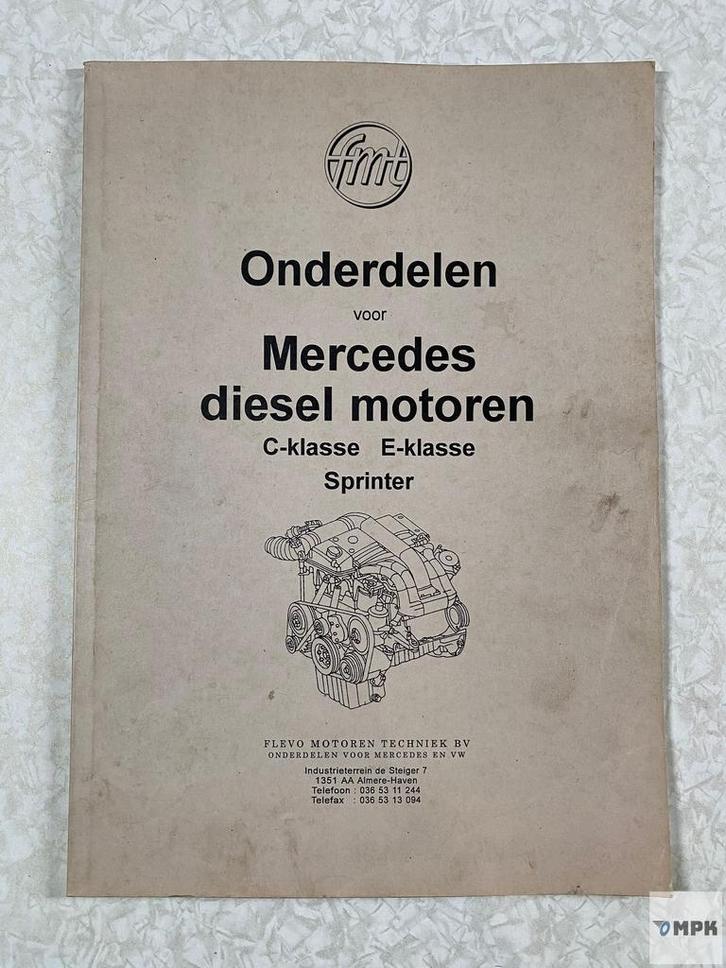 fmt
Onderdelen
voor
Mercedes
diesel motoren
C-klasse E-klasse
Sprinter
FLEVO MOTOREN TECHNIEK BV
ONDERDELEN VOOR MERCEDES EN VW
Industrieterrein de Steiger 7
1351 AA Almere-Haven
Telefoon : 036 53 11 244
Telefax : 036 53 13 094
MPK